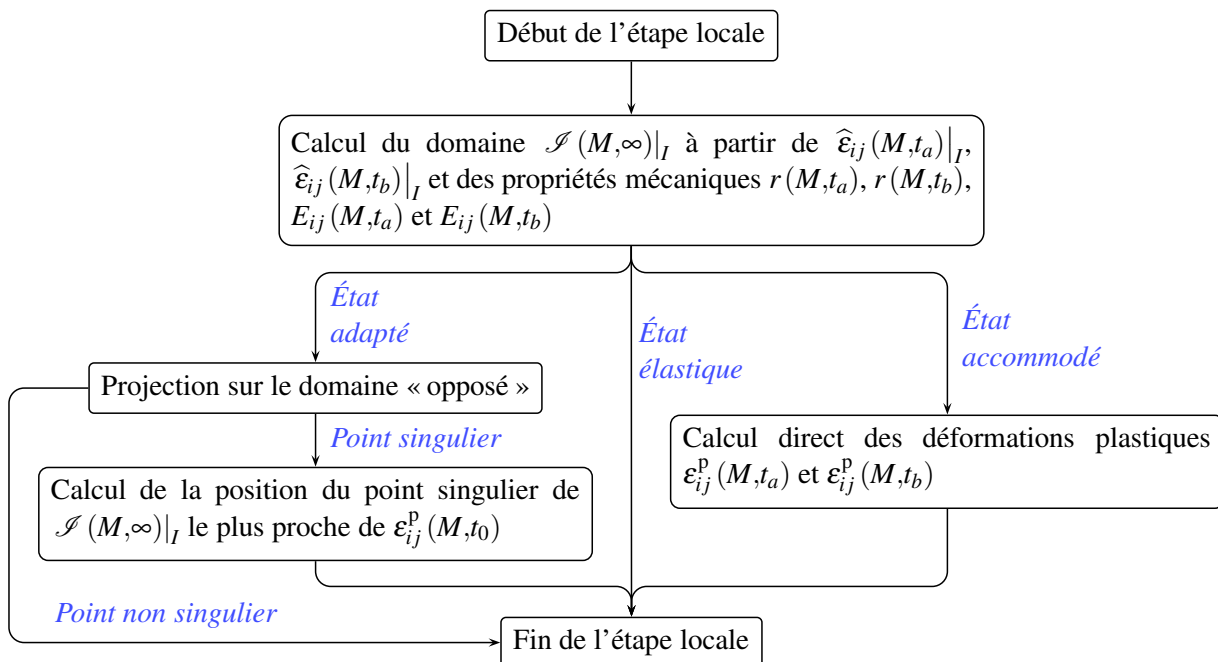 Début de l'étape locale
Calcul du domaine ℐ(M,∞)|_I à partir de ε̂_ij(M,t_a)|_I,
ε̂_ij(M,t_b)|_I et des propriétés mécaniques r(M,t_a), r(M,t_b),
E_ij(M,t_a) et E_ij(M,t_b)
État
adapté
État
élastique
État
accommodé
Projection sur le domaine « opposé »
Point singulier
Calcul direct des déformations plastiques
ε^p_ij(M,t_a) et ε^p_ij(M,t_b)
Calcul de la position du point singulier de
ℐ(M,∞)|_I le plus proche de ε^p_ij(M,t_0)
Point non singulier
Fin de l'étape locale